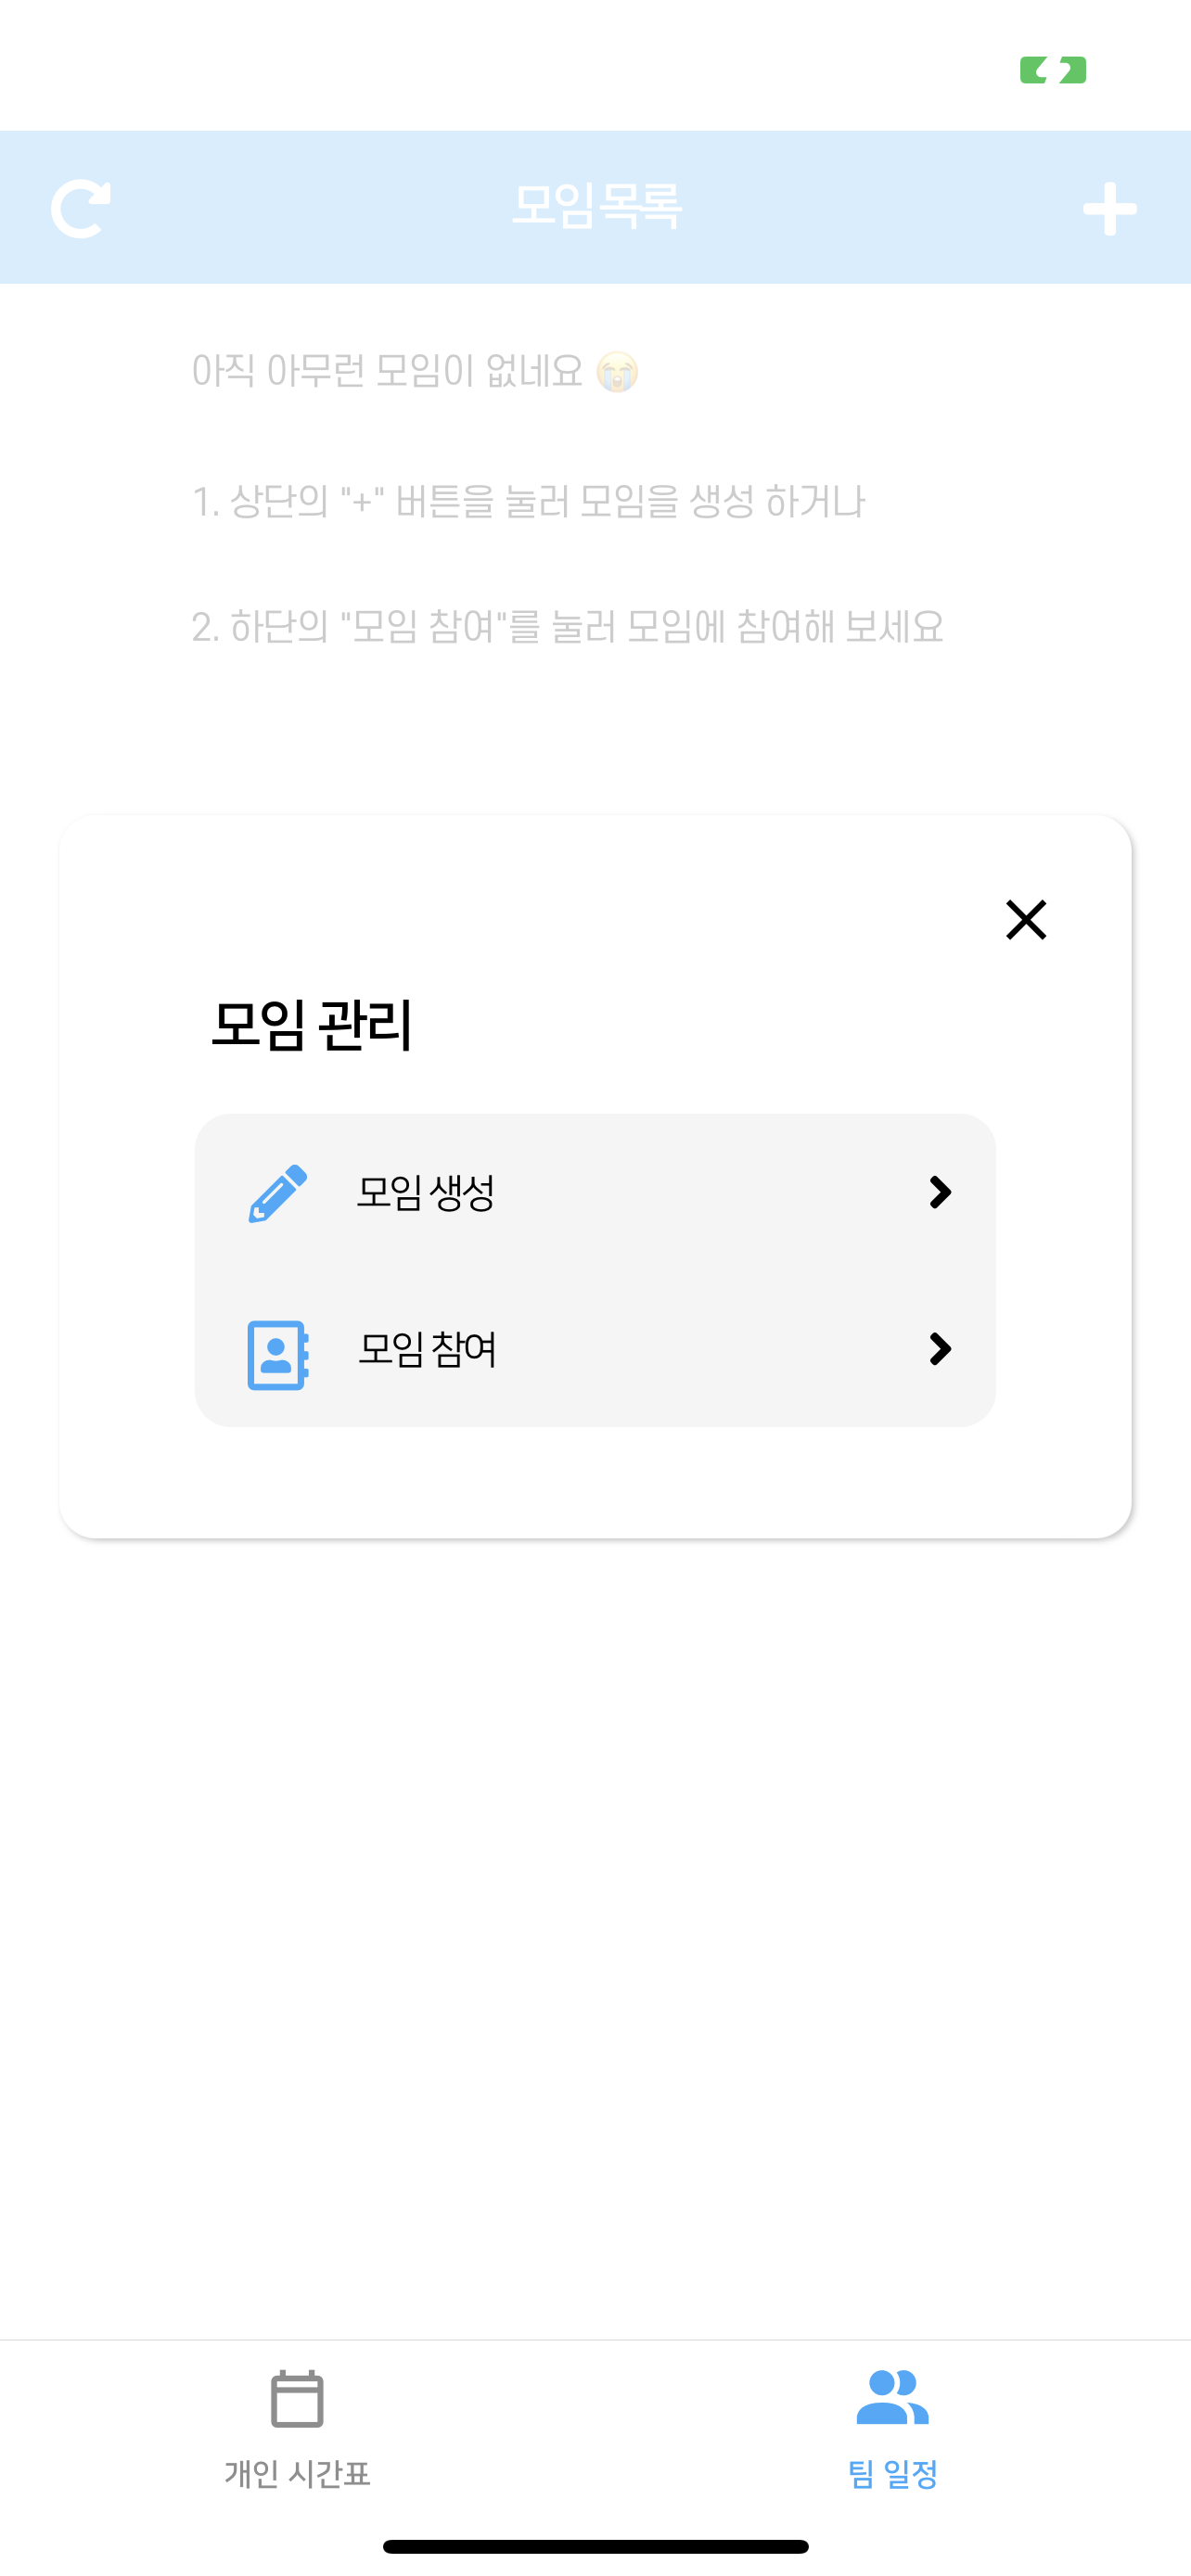 모임목록
아직 아무런 모임이 없네요 😭
1. 상단의 "+" 버튼을 눌러 모임을 생성 하거나
2. 하단의 "모임 참여"를 눌러 모임에 참여해 보세요
모임 관리
모임 생성
모임 참여
개인 시간표
팀 일정